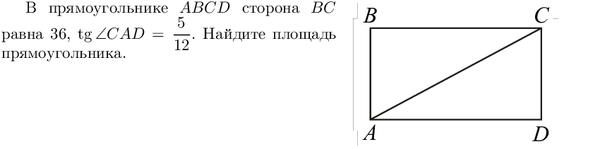 В прямоугольнике ABCD сторона BC
равна 36, tg ∠CAD = 5/12. Найдите площадь
прямоугольника.
B
C
A
D